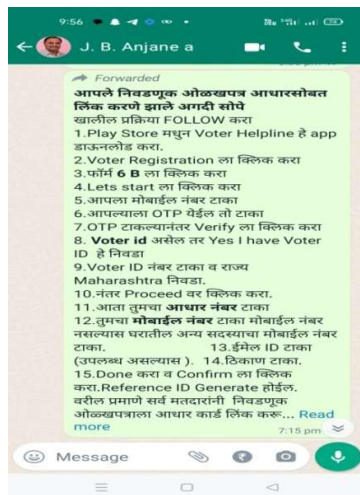 9:56
J. B. Anjane a
Forwarded
आपले निवडणूक ओळखपत्र आधारसोबत
लिंक करणे झाले अगदी सोपे
खालील प्रक्रिया FOLLOW करा
1.Play Store मधुन Voter Helpline हे app
डाऊनलोड करा.
2.Voter Registration ला क्लिक करा
3.फॉर्म 6 B ला क्लिक करा
4.Lets start ला क्लिक करा
5.आपला मोबाईल नंबर टाका
6.आपल्याला OTP येईल तो टाका
7.OTP टाकल्यानंतर Verify ला क्लिक करा
8. Voter id असेल तर Yes I have Voter
ID हे निवडा
9.Voter ID नंबर टाका व राज्य
Maharashtra निवडा.
10.नंतर Proceed वर क्लिक करा.
11.आता तुमचा आधार नंबर टाका
12.तुमचा मोबाईल नंबर टाका मोबाईल नंबर
नसल्यास घरातील अन्य सदस्याचा मोबाईल नंबर
टाका. 13.ईमेल ID टाका
(उपलब्ध असल्यास ). 14.ठिकाण टाका.
15.Done करा व Confirm ला क्लिक
करा.Reference ID Generate होईल.
वरील प्रमाणे सर्व मतदारांनी निवडणूक
ओळखपत्राला आधार कार्ड लिंक करू... Read
more
7:15 pm
Message